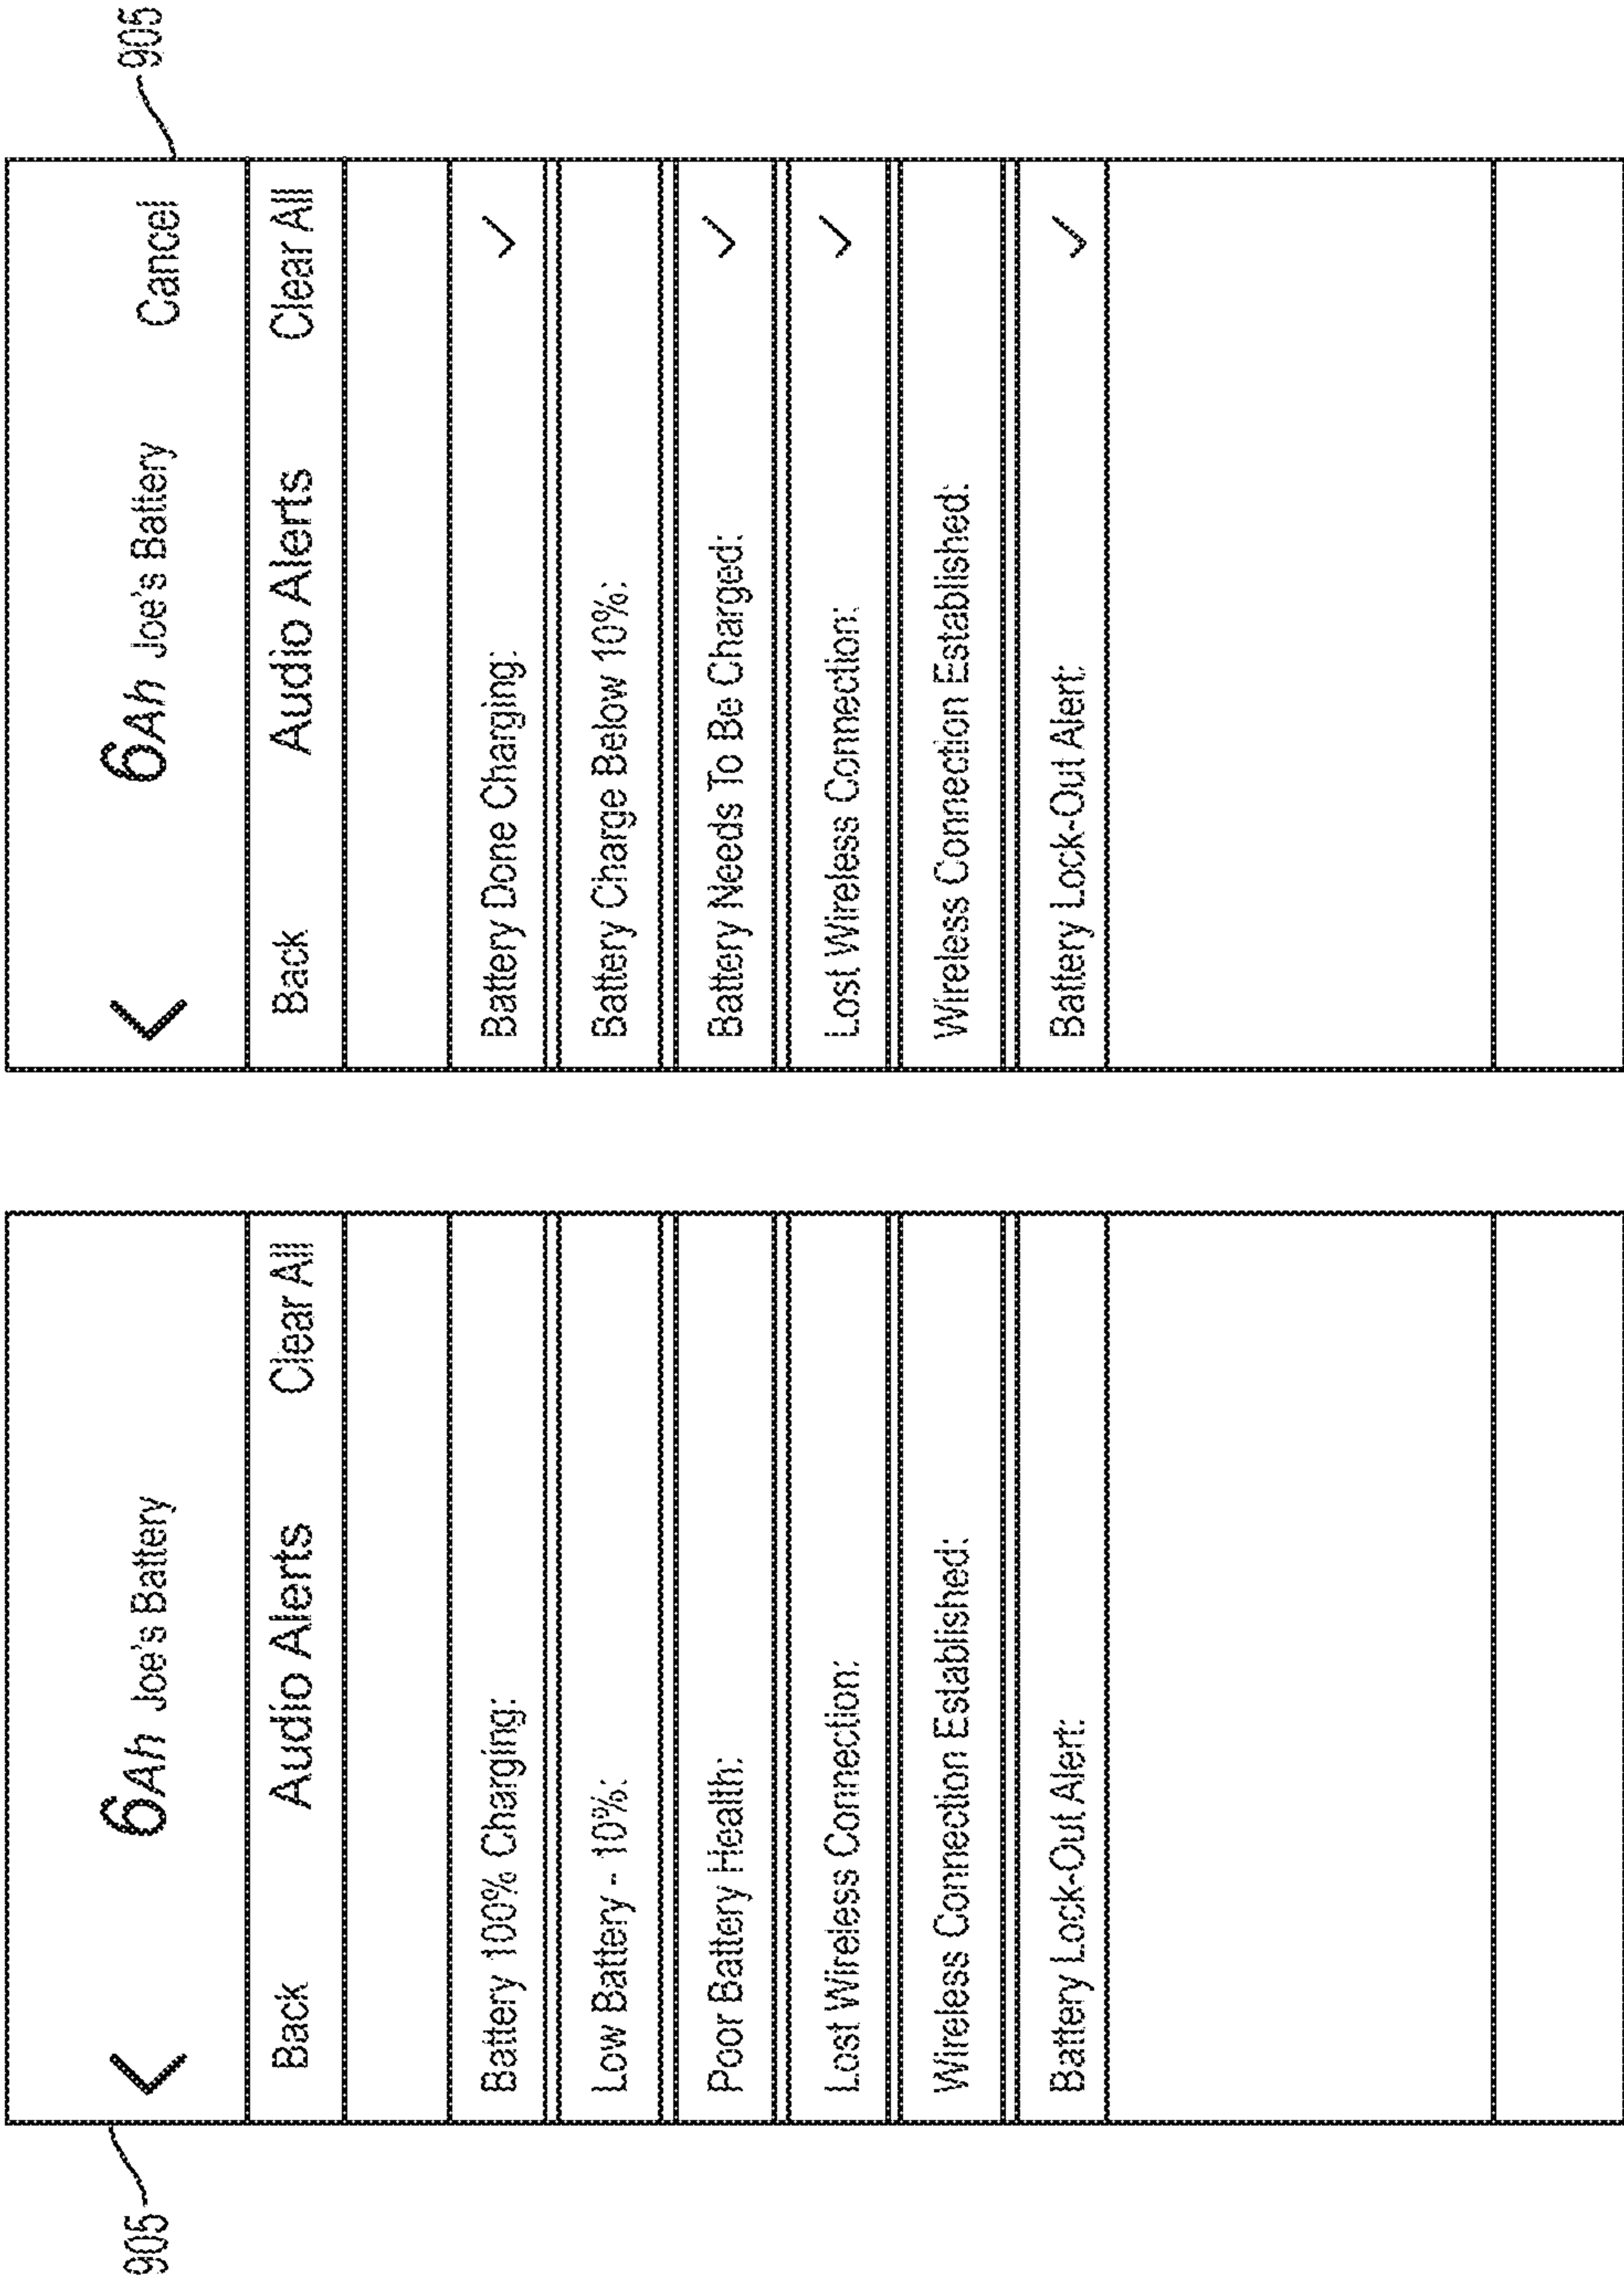 905
6Ah Joe's Battery
Back Audio Alerts Clear All
Battery 100% Charging:
Low Battery - 10%:
Poor Battery Health:
Lost Wireless Connection:
Wireless Connection Established:
Battery Lock-Out Alert:
905
6Ah Joe's Battery Cancel
Back Audio Alerts Clear All
Battery Done Charging:
Battery Charge Below 10%:
Battery Needs To Be Charged:
Lost Wireless Connection:
Wireless Connection Established:
Battery Lock-Out Alert: